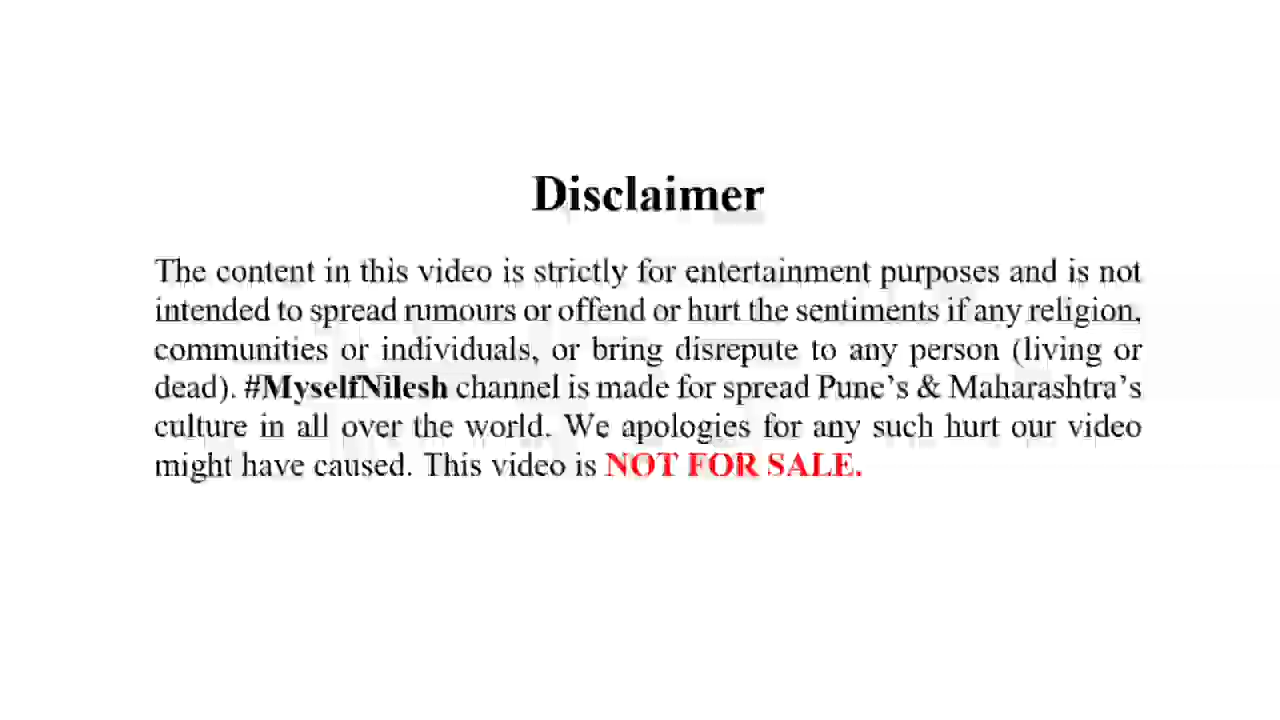 Disclaimer
The content in this video is strictly for entertainment purposes and is not
intended to spread rumours or offend or hurt the sentiments if any religion,
communities or individuals, or bring disrepute to any person (living or
dead). #MyselfNilesh channel is made for spread Pune's & Maharashtra's
culture in all over the world. We apologies for any such hurt our video
might have caused. This video is NOT FOR SALE.